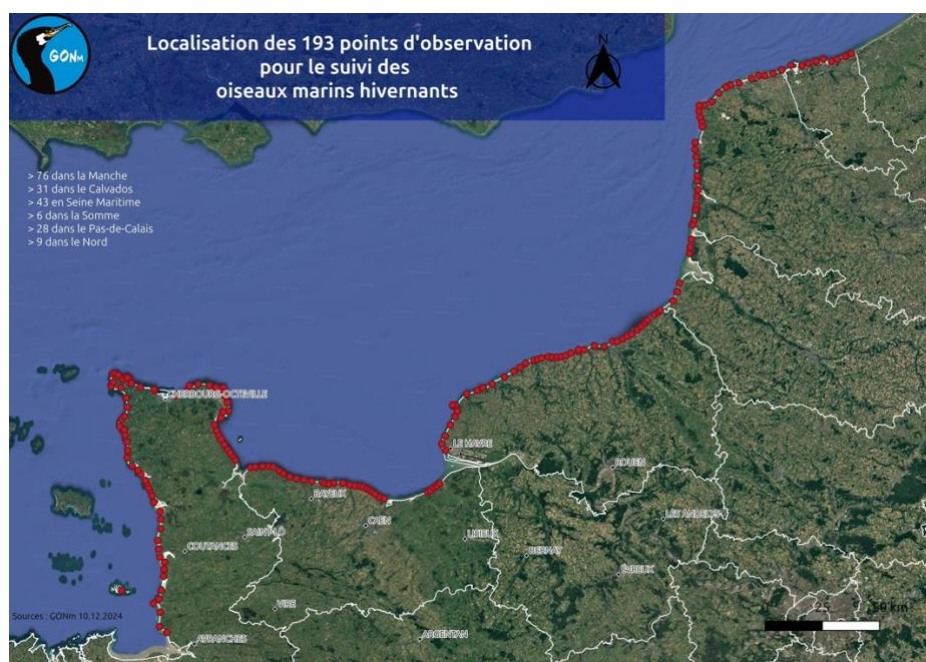 GONm
Localisation des 193 points d'observation
pour le suivi des
oiseaux marins hivernants
N
> 76 dans la Manche
> 31 dans le Calvados
> 43 en Seine Maritime
> 6 dans la Somme
> 28 dans le Pas-de-Calais
> 9 dans le Nord
CHERBOURG-OCTEVILLE
LE HAVRE
ROUEN
BAYEUX
LES ANDELYS
CAEN
SAINT-LÔ
LISIEUX
COUTANCES
BERNAY
EVREUX
VIRE
0 25 50 km
Sources : GONm 10.12.2024
AVRANCHES
ARGENTAN